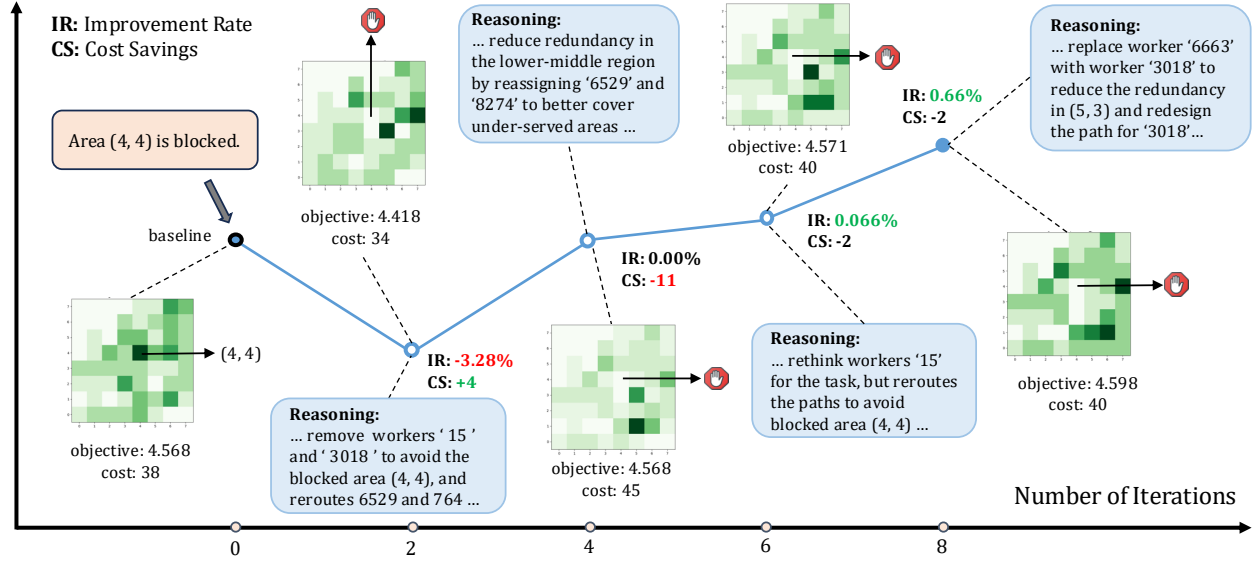 IR: Improvement Rate
CS: Cost Savings
Area (4, 4) is blocked.
baseline
(4, 4)
objective: 4.568
cost: 38
objective: 4.418
cost: 34
IR: -3.28%
CS: +4
Reasoning:
... remove workers ‘ 15 ’
and ‘ 3018 ’ to avoid the
blocked area (4, 4), and
reroutes 6529 and 764 ...
Reasoning:
... reduce redundancy in
the lower-middle region
by reassigning ‘6529’ and
‘8274’ to better cover
under-served areas ...
IR: 0.00%
CS: -11
objective: 4.568
cost: 45
objective: 4.571
cost: 40
IR: 0.066%
CS: -2
Reasoning:
... rethink workers ‘15’
for the task, but reroutes
the paths to avoid
blocked area (4, 4) ...
IR: 0.66%
CS: -2
Reasoning:
... replace worker ‘6663’
with worker ‘3018’ to
reduce the redundancy
in (5, 3) and redesign
the path for ‘3018’...
objective: 4.598
cost: 40
Number of Iterations
0 2 4 6 8